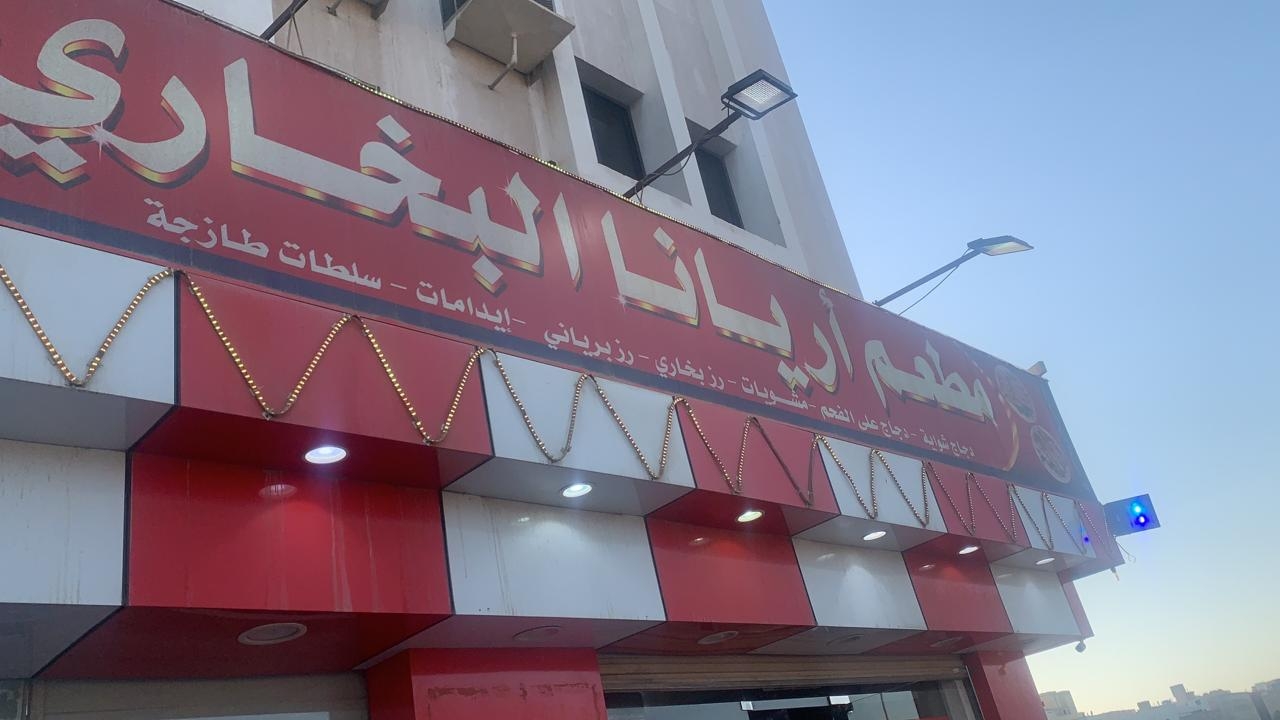 مطعم أريانا البخاري
دجاج شواية - دجاج على الفحم - مشويات - رز بخاري - رز برياني - إيدامات - سلطات طازجة